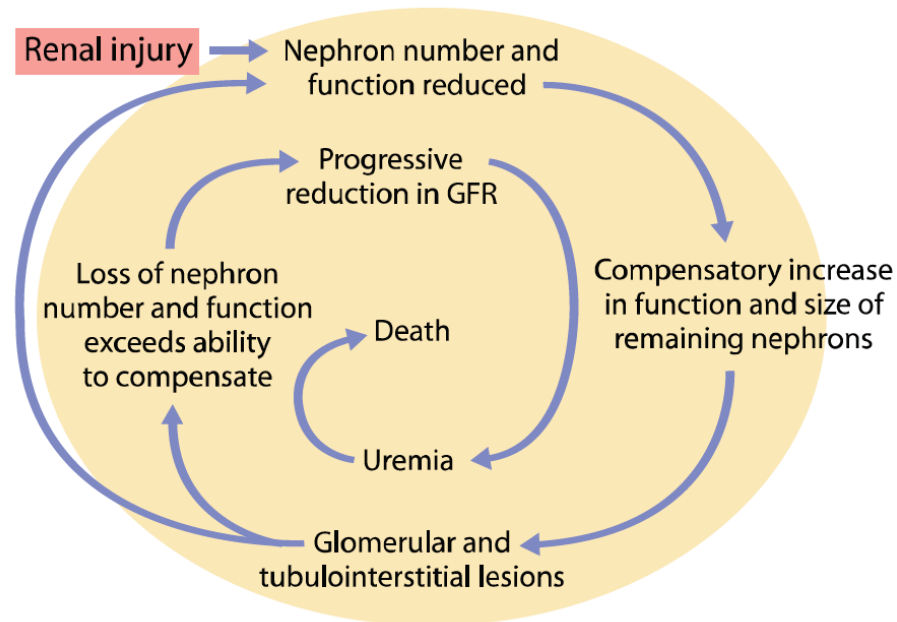 Renal injury
Nephron number and
function reduced
Progressive
reduction in GFR
Loss of nephron
number and function
exceeds ability
to compensate
Compensatory increase
in function and size of
remaining nephrons
Death
Uremia
Glomerular and
tubulointerstitial lesions